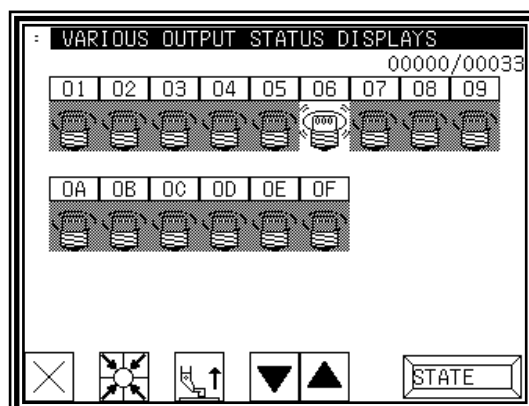 : VARIOUS OUTPUT STATUS DISPLAYS
00000/00033
01 02 03 04 05 06 07 08 09
0A 0B 0C 0D 0E 0F
STATE